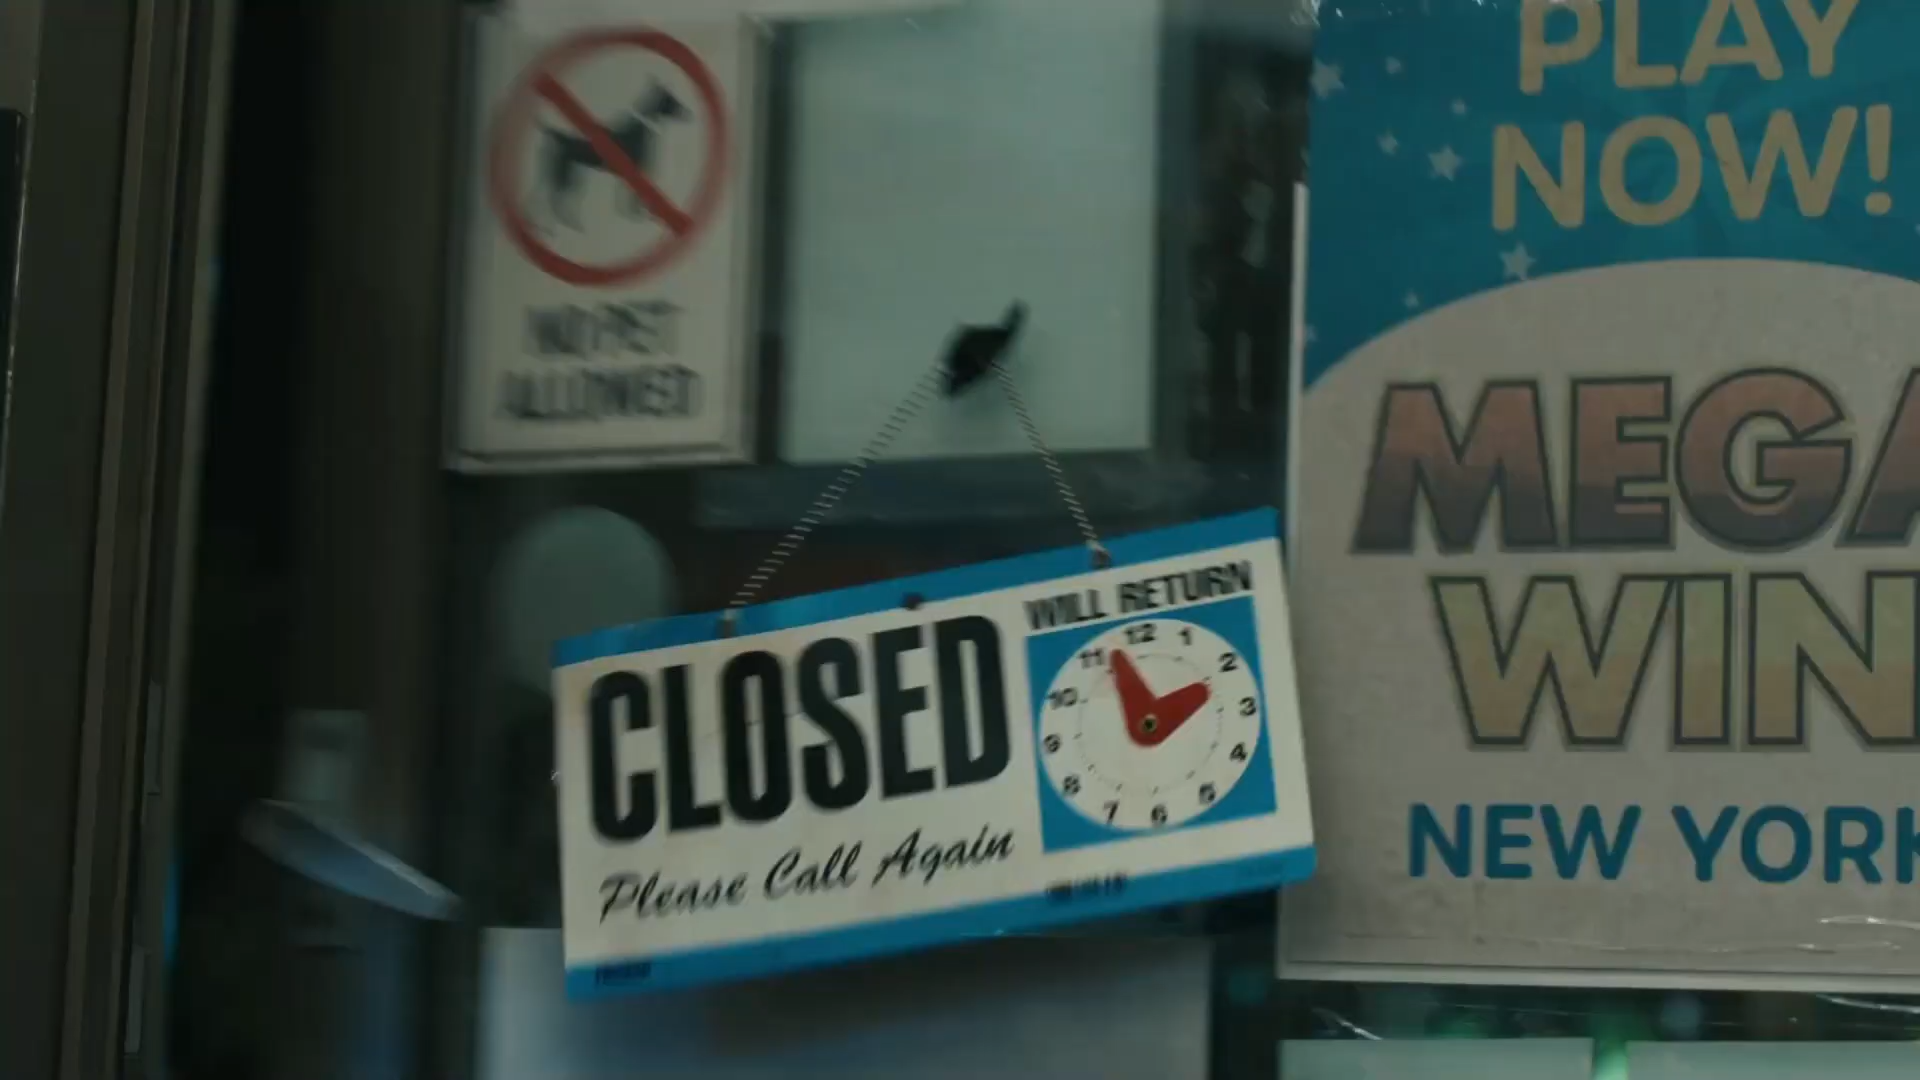 NO PET
ALLOWED
CLOSED
Please Call Again
WILL RETURN
12
1
2
3
4
5
6
7
8
9
10
11
PLAY
NOW!
MEGA
WIN
NEW YORK